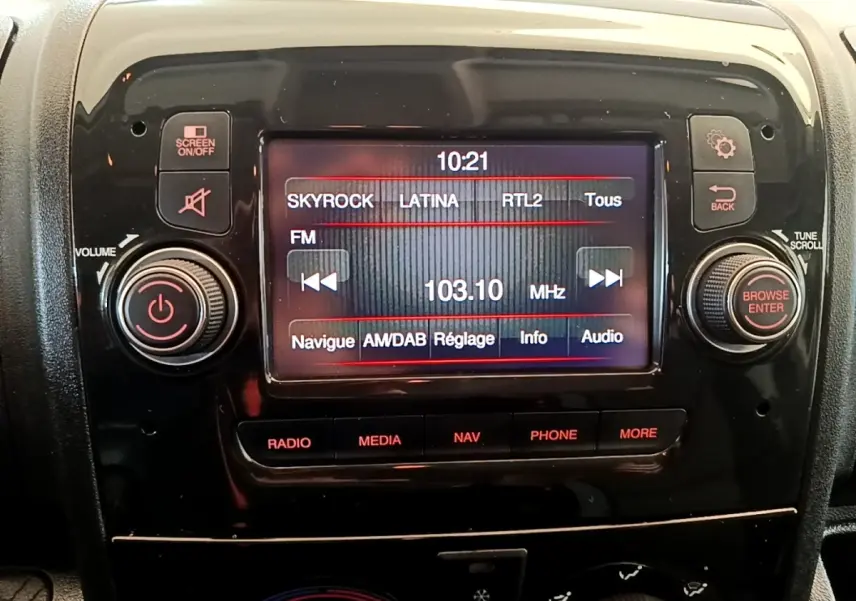 SCREEN
ON/OFF
10:21
SKYROCK LATINA RTL2 Tous
BACK
VOLUME
TUNE
SCROLL
FM
103.10 MHz
BROWSE
ENTER
Navigue AM/DAB Réglage Info Audio
RADIO MEDIA NAV PHONE MORE